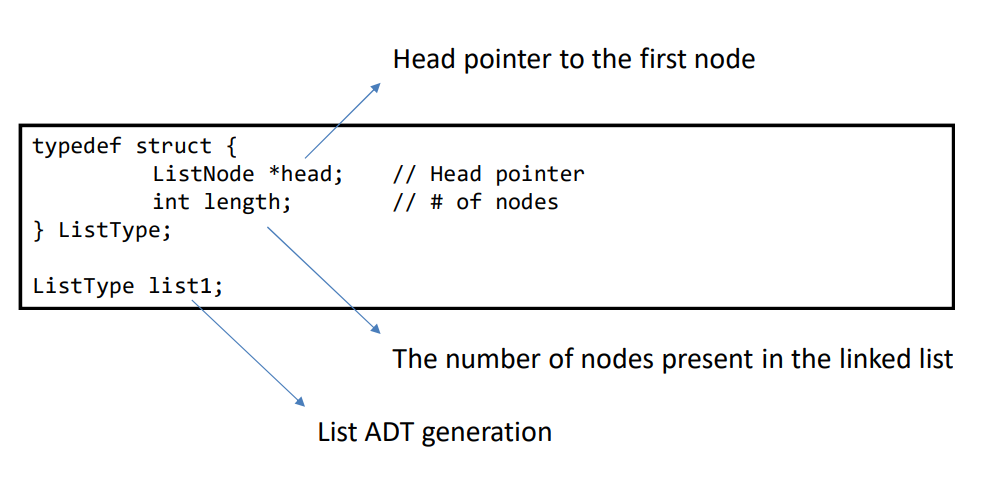 Head pointer to the first node
typedef struct {
ListNode *head; // Head pointer
int length; // # of nodes
} ListType;
ListType list1;
The number of nodes present in the linked list
List ADT generation